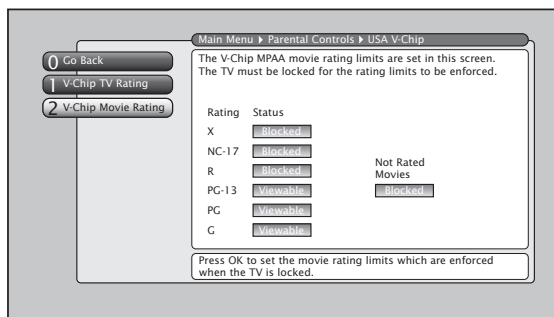 Main Menu ▸ Parental Controls ▸ USA V-Chip
0 Go Back
1 V-Chip TV Rating
2 V-Chip Movie Rating
The V-Chip MPAA movie rating limits are set in this screen.
The TV must be locked for the rating limits to be enforced.
Rating Status
X Blocked
NC-17 Blocked
R Blocked
PG-13 Viewable
PG Viewable
G Viewable
Not Rated
Movies
Blocked
Press OK to set the movie rating limits which are enforced
when the TV is locked.